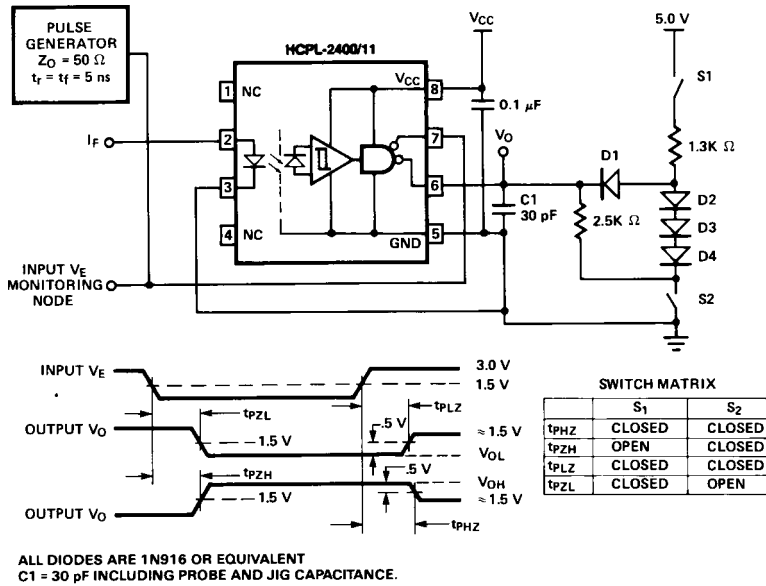 PULSE
GENERATOR
Z_O = 50 Ω
t_r = t_f = 5 ns
HCPL-2400/11
V_CC
5.0 V
S1
1 NC
V_CC 8
0.1 μF
I_F
2
7
V_O
1.3K Ω
D1
3
6
C1
30 pF
D2
2.5K Ω
D3
4 NC
GND 5
D4
INPUT V_E
MONITORING
NODE
S2
INPUT V_E
3.0 V
1.5 V
t_PZL
t_PLZ
OUTPUT V_O
1.5 V
.5 V
≈ 1.5 V
V_OL
t_PZH
.5 V
V_OH
1.5 V
≈ 1.5 V
OUTPUT V_O
t_PHZ
SWITCH MATRIX
S_1 S_2
t_PHZ CLOSED CLOSED
t_PZH OPEN CLOSED
t_PLZ CLOSED CLOSED
t_PZL CLOSED OPEN
ALL DIODES ARE 1N916 OR EQUIVALENT
C1 = 30 pF INCLUDING PROBE AND JIG CAPACITANCE.